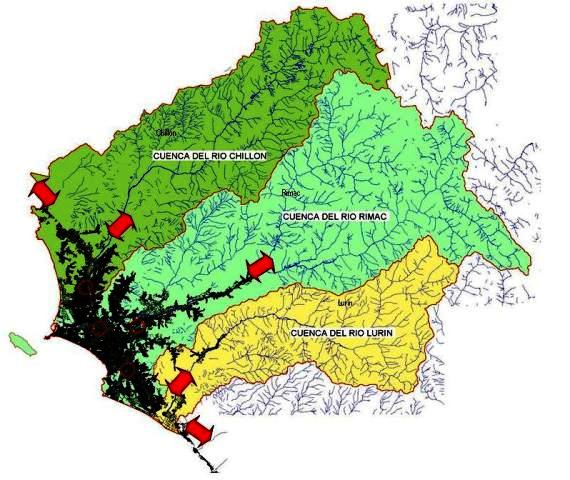 Chillon
CUENCA DEL RIO CHILLON
Rimac
CUENCA DEL RIO RIMAC
Lurin
CUENCA DEL RIO LURIN